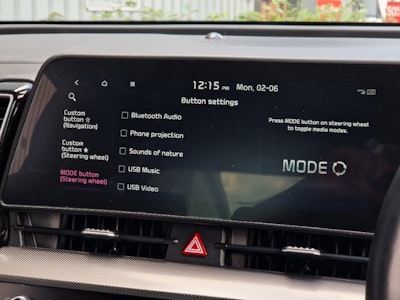 12:15 PM Mon, 02-06
Button settings
Custom
button ☆
(Navigation)
Custom
button ★
(Steering wheel)
MODE button
(Steering wheel)
Bluetooth Audio
Phone projection
Sounds of nature
USB Music
USB Video
Press MODE button on steering wheel
to toggle media modes.
MODE